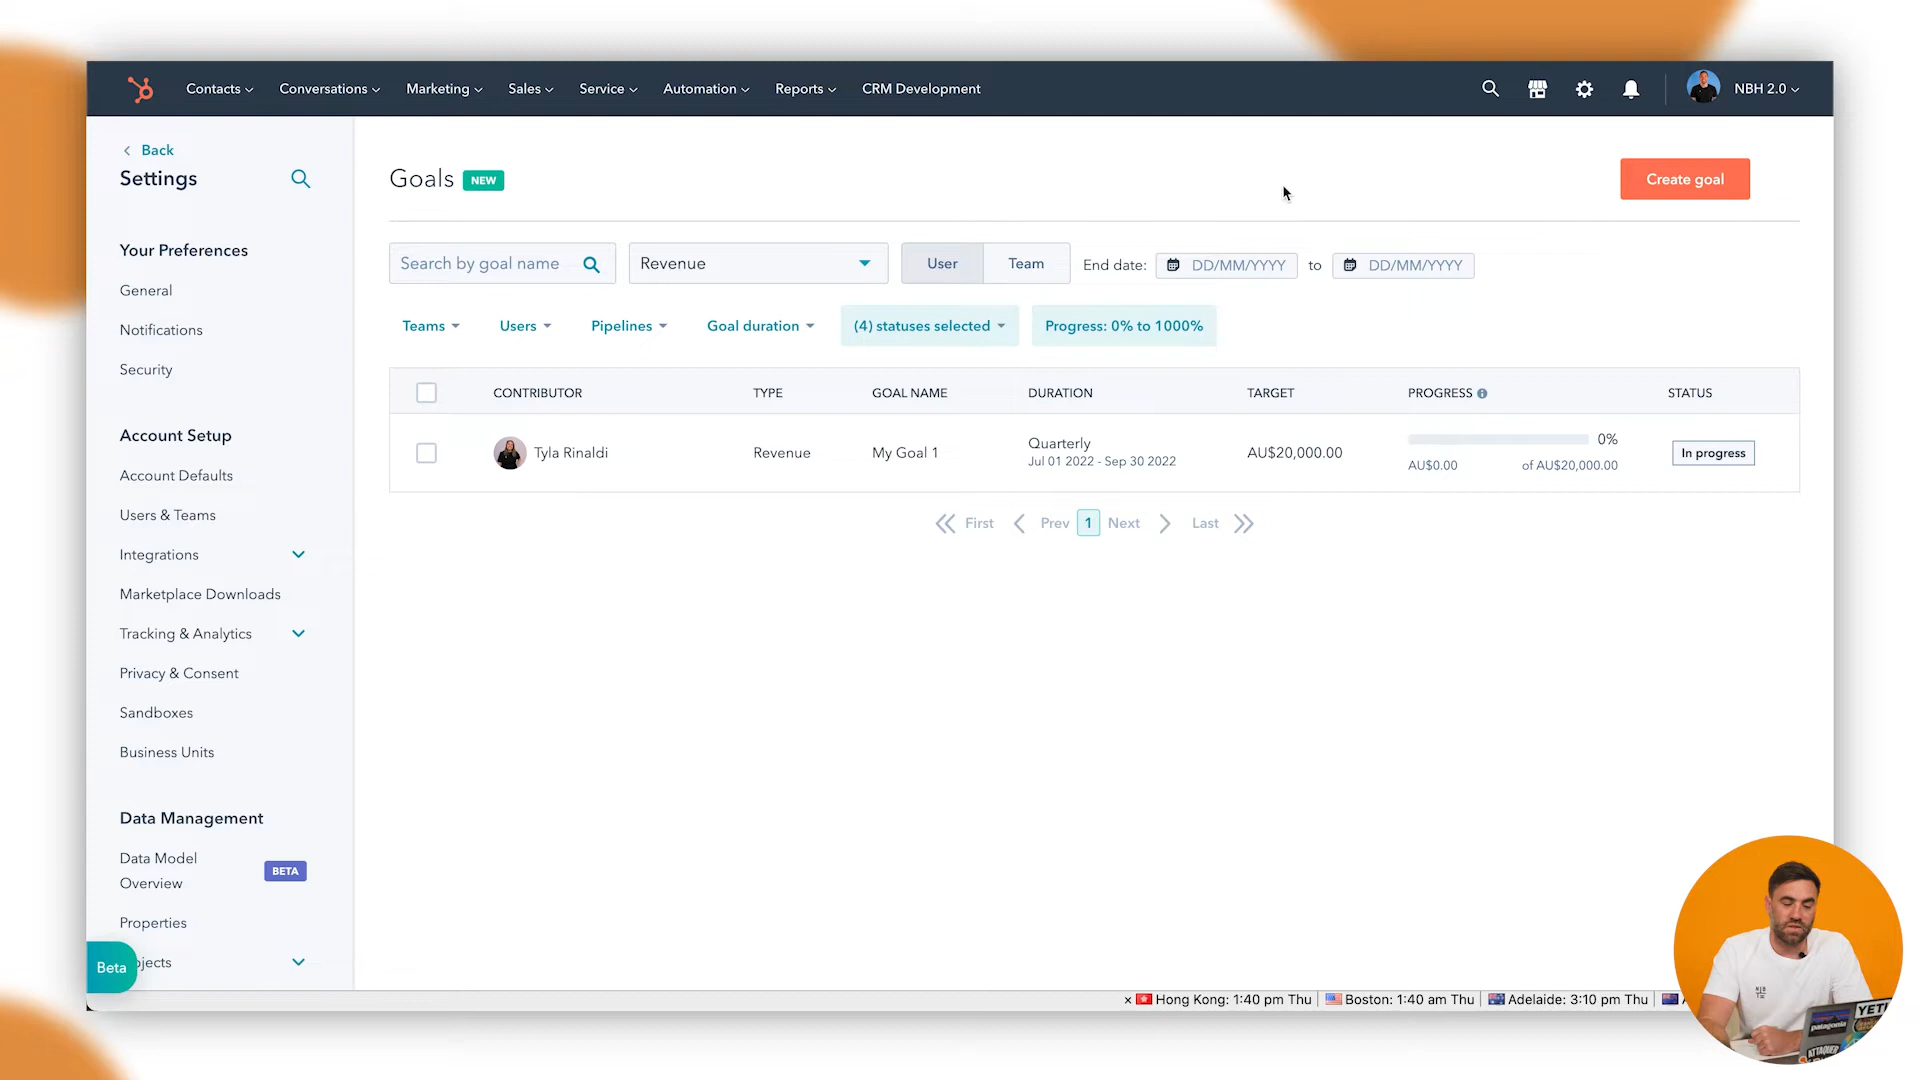 Contacts Conversations Marketing Sales Service Automation Reports CRM Development NBH 2.0
Back
Settings
Your Preferences
General
Notifications
Security
Account Setup
Account Defaults
Users & Teams
Integrations
Marketplace Downloads
Tracking & Analytics
Privacy & Consent
Sandboxes
Business Units
Data Management
Data Model
Overview
BETA
Properties
jects
Beta
Goals NEW
Create goal
Search by goal name Revenue User Team End date: DD/MM/YYYY to DD/MM/YYYY
Teams Users Pipelines Goal duration (4) statuses selected Progress: 0% to 1000%
CONTRIBUTOR TYPE GOAL NAME DURATION TARGET PROGRESS STATUS
Tyla Rinaldi Revenue My Goal 1 Quarterly AU$20,000.00 0% In progress
Jul 01 2022 - Sep 30 2022 AU$0.00 of AU$20,000.00
First Prev 1 Next Last
× Hong Kong: 1:40 pm Thu Boston: 1:40 am Thu Adelaide: 3:10 pm Thu
YETI
patagonia